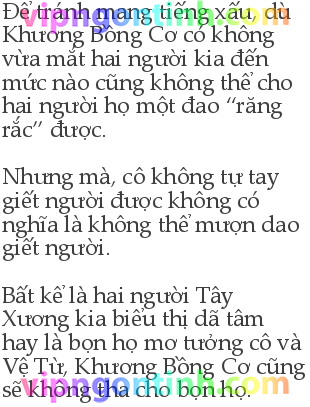 Để tránh mang tiếng xấu, dù
Khương Bồng Cơ có không
vừa mắt hai người kia đến
mức nào cũng không thể cho
hai người họ một đao “răng
rắc” được.
Nhưng mà, cô không tự tay
giết người được không có
nghĩa là không thể mượn dao
giết người.
Bất kể là hai người Tây
Xương kia biểu thị dã tâm
hay là bọn họ mơ tưởng cô và
Vệ Từ, Khương Bồng Cơ cũng
sẽ không tha cho bọn họ.
vipngontinh.com
vipngontinh.com